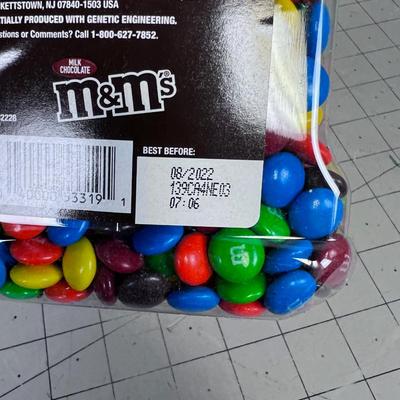 KETTSTOWN, NJ 07840-1503 USA
TIALLY PRODUCED WITH GENETIC ENGINEERING.
stions or Comments? Call 1-800-627-7852.
MILK
CHOCOLATE
m&m's
BEST BEFORE:
08/2022
139CA4NE03
07:06
3319 1
m